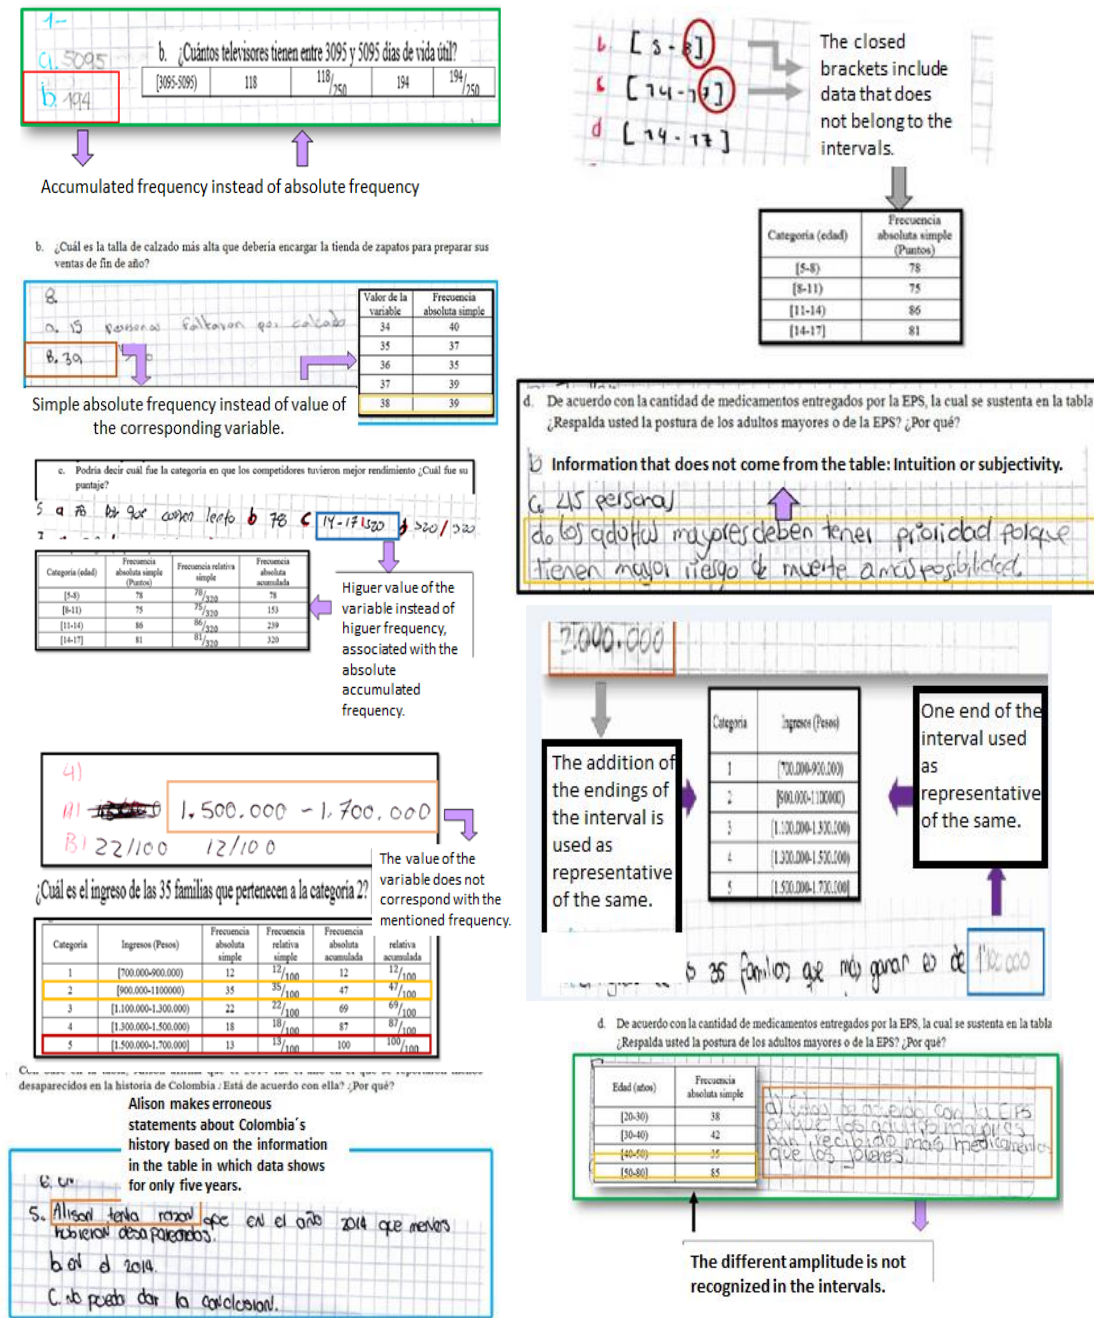 1-
a. 5095
b. 194
b. ¿Cuántos televisores tienen entre 3095 y 5095 días de vida útil?
[3095-5095) 118 118/250 194 194/250
Accumulated frequency instead of absolute frequency
b. ¿Cuál es la talla de calzado más alta que debería encargar la tienda de zapatos para preparar sus
ventas de fin de año?
8.
a. 15 personas faltaron por calzado
B. 39
Valor de la variable Frecuencia absoluta simple
34 40
35 37
36 35
37 39
38 39
Simple absolute frequency instead of value of
the corresponding variable.
c. Podría decir cuál fue la categoría en que los competidores tuvieron mejor rendimiento ¿Cuál fue su
puntaje?
5 a 78 por que corren lento b 78 c 14-17|320 d 320/320
Categoría (edad) Frecuencia absoluta simple (Puntos) Frecuencia relativa simple Frecuencia absoluta acumulada
[5-8) 78 78/320 78
[8-11) 75 75/320 153
[11-14) 86 86/320 239
[14-17] 81 81/320 320
Higuer value of the
variable instead of
higuer frequency,
associated with the
absolute
accumulated
frequency.
4)
A) 1.500.000 - 1.700.000
B) 22/100 12/100
The value of the
variable does not
correspond with the
mentioned frequency.
¿Cuál es el ingreso de las 35 familias que pertenecen a la categoría 2?
Categoría Ingresos (Pesos) Frecuencia absoluta simple Frecuencia relativa simple Frecuencia absoluta acumulada relativa acumulada
1 [700.000-900.000) 12 12/100 12 12/100
2 [900.000-1100000) 35 35/100 47 47/100
3 [1.100.000-1.300.000) 22 22/100 69 69/100
4 [1.300.000-1.500.000) 18 18/100 87 87/100
5 [1.500.000-1.700.000] 13 13/100 100 100/100
desaparecidos en la historia de Colombia ¿Está de acuerdo con ella? ¿Por qué?
Alison makes erroneous
statements about Colombia´s
history based on the information
in the table in which data shows
for only five years.
5. Alison tenia razon que en el año 2014 que menos
hubieron desaparecidos.
b. en el 2014.
C. no puedo dar la conclusion.
b [5-8]
c [14-17]
d [14-17]
The closed
brackets include
data that does
not belong to the
intervals.
Categoría (edad) Frecuencia absoluta simple (Puntos)
[5-8) 78
[8-11) 75
[11-14) 86
[14-17] 81
d. De acuerdo con la cantidad de medicamentos entregados por la EPS, la cual se sustenta en la tabla
¿Respalda usted la postura de los adultos mayores o de la EPS? ¿Por qué?
b Information that does not come from the table: Intuition or subjectivity.
personas
d. los adultos mayores deben tener prioridad porque
tienen mayor riesgo de muerte a mas posibilidad.
2.000.000
The addition of
the endings of
the interval is
used as
representative
of the same.
Categoría Ingresos (Pesos)
1 [700.000-900.000)
2 [900.000-1100000)
3 [1.100.000-1.300.000)
4 [1.300.000-1.500.000)
5 [1.500.000-1.700.000]
One end of the
interval used
as
representative
of the same.
35 familias que más ganan es de 1'100.000
d. De acuerdo con la cantidad de medicamentos entregados por la EPS, la cual se sustenta en la tabla
¿Respalda usted la postura de los adultos mayores o de la EPS? ¿Por qué?
Edad (años) Frecuencia absoluta simple
[20-30) 38
[30-40) 42
[40-50) 35
[50-80] 85
d) Estoy de acuerdo con la EPS
porque los adultos mayores
han recibido mas medicamentos
que los jovenes
The different amplitude is not
recognized in the intervals.